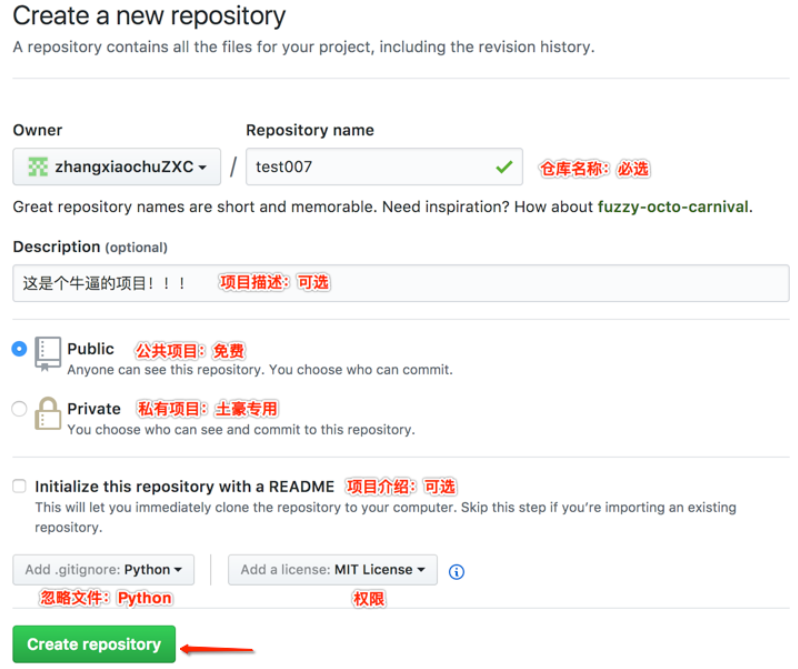 Create a new repository
A repository contains all the files for your project, including the revision history.
Owner Repository name
zhangxiaochuZXC / test007 仓库名称：必选
Great repository names are short and memorable. Need inspiration? How about fuzzy-octo-carnival.
Description (optional)
这是个牛逼的项目！！！ 项目描述：可选
Public 公共项目：免费
Anyone can see this repository. You choose who can commit.
Private 私有项目：土豪专用
You choose who can see and commit to this repository.
Initialize this repository with a README 项目介绍：可选
This will let you immediately clone the repository to your computer. Skip this step if you’re importing an existing
repository.
Add .gitignore: Python Add a license: MIT License
忽略文件：Python 权限
Create repository